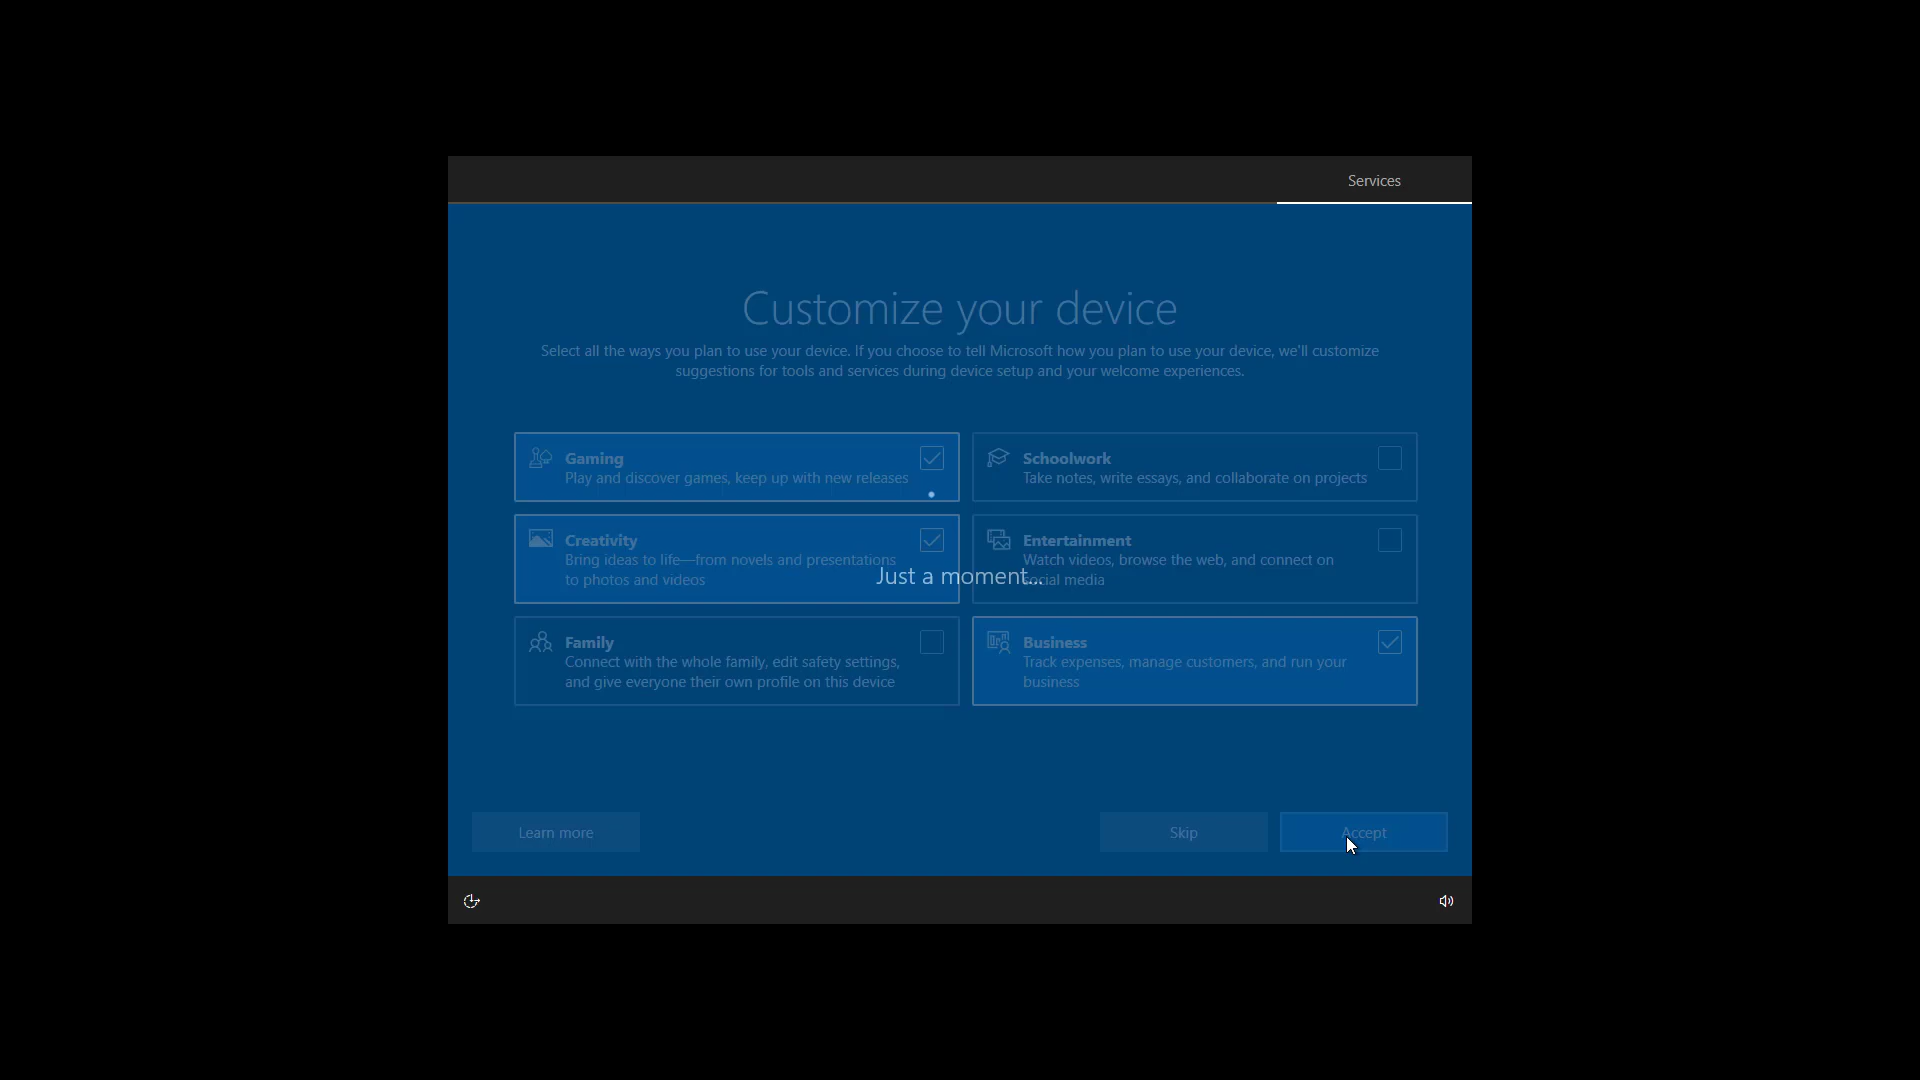 Services
Customize your device
Select all the ways you plan to use your device. If you choose to tell Microsoft how you plan to use your device, we'll customize
suggestions for tools and services during device setup and your welcome experiences.
Gaming
Play and discover games, keep up with new releases
Schoolwork
Take notes, write essays, and collaborate on projects
Creativity
Bring ideas to life—from novels and presentations
to photos and videos
Entertainment
Watch videos, browse the web, and connect on
social media
Just a moment...
Family
Connect with the whole family, edit safety settings,
and give everyone their own profile on this device
Business
Track expenses, manage customers, and run your
business
Learn more
Skip
Accept